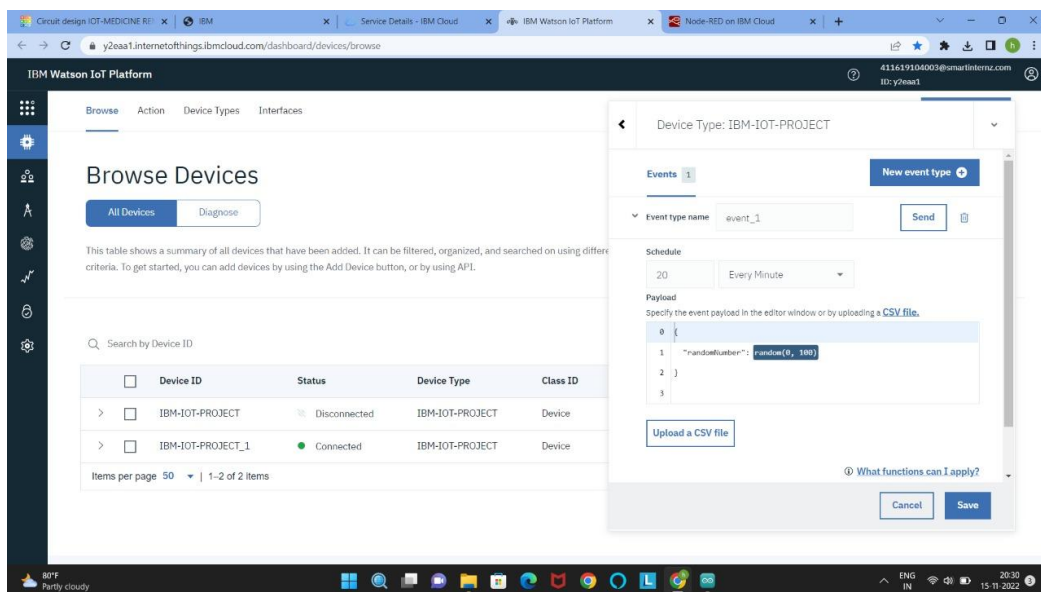 Circuit design IOT-MEDICINE RE
IBM
Service Details - IBM Cloud
IBM Watson IoT Platform
Node-RED on IBM Cloud
y2eaa1.internetofthings.ibmcloud.com/dashboard/devices/browse
IBM Watson IoT Platform
411619104003@smartinternz.com
ID: y2eaa1
Browse Action Device Types Interfaces
Device Type: IBM-IOT-PROJECT
Browse Devices
Events 1
New event type
All Devices Diagnose
Event type name event_1 Send
This table shows a summary of all devices that have been added. It can be filtered, organized, and searched on using differe
criteria. To get started, you can add devices by using the Add Device button, or by using API.
Schedule
20 Every Minute
Payload
Specify the event payload in the editor window or by uploading a CSV file.
0 {
1 "randomNumber": random(0, 100)
2 }
3
Upload a CSV file
What functions can I apply?
Cancel Save
Search by Device ID
Device ID Status Device Type Class ID
IBM-IOT-PROJECT Disconnected IBM-IOT-PROJECT Device
IBM-IOT-PROJECT_1 Connected IBM-IOT-PROJECT Device
Items per page 50 | 1–2 of 2 items
80°F
Partly cloudy
ENG
IN
20:30
15-11-2022
3